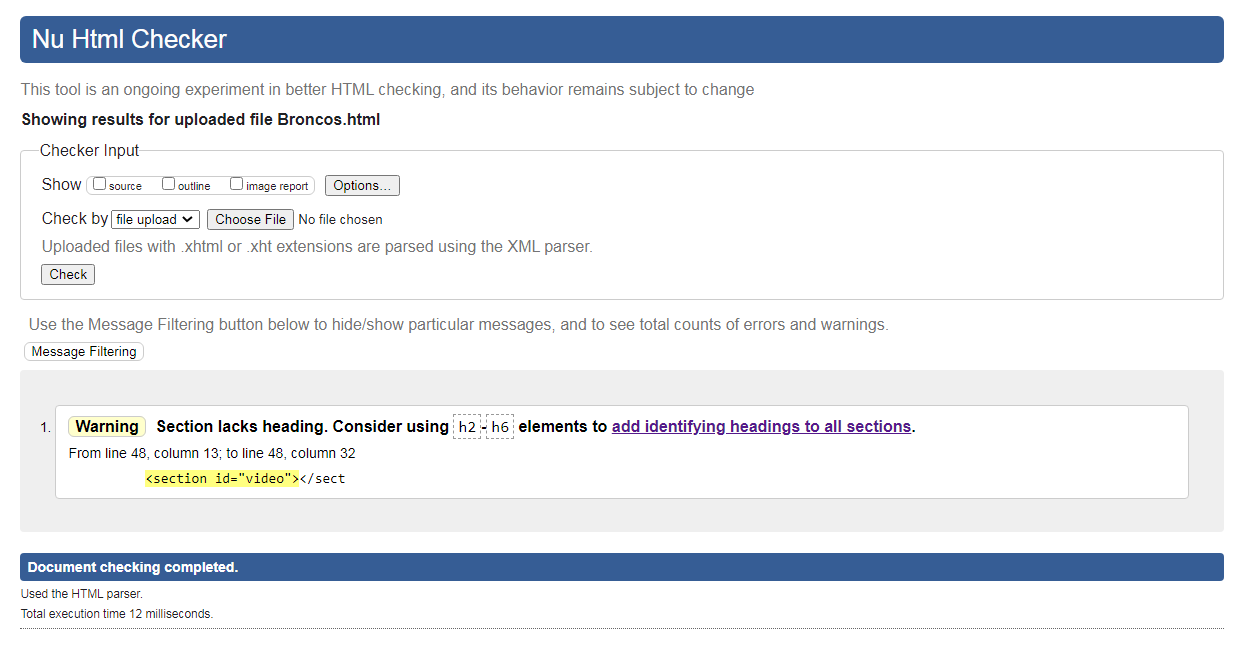 Nu Html Checker
This tool is an ongoing experiment in better HTML checking, and its behavior remains subject to change
Showing results for uploaded file Broncos.html
Checker Input
Show source outline image report Options...
Check by file upload Choose File No file chosen
Uploaded files with .xhtml or .xht extensions are parsed using the XML parser.
Check
Use the Message Filtering button below to hide/show particular messages, and to see total counts of errors and warnings.
Message Filtering
1. Warning Section lacks heading. Consider using h2-h6 elements to add identifying headings to all sections.
From line 48, column 13; to line 48, column 32
<section id="video"></sect
Document checking completed.
Used the HTML parser.
Total execution time 12 milliseconds.